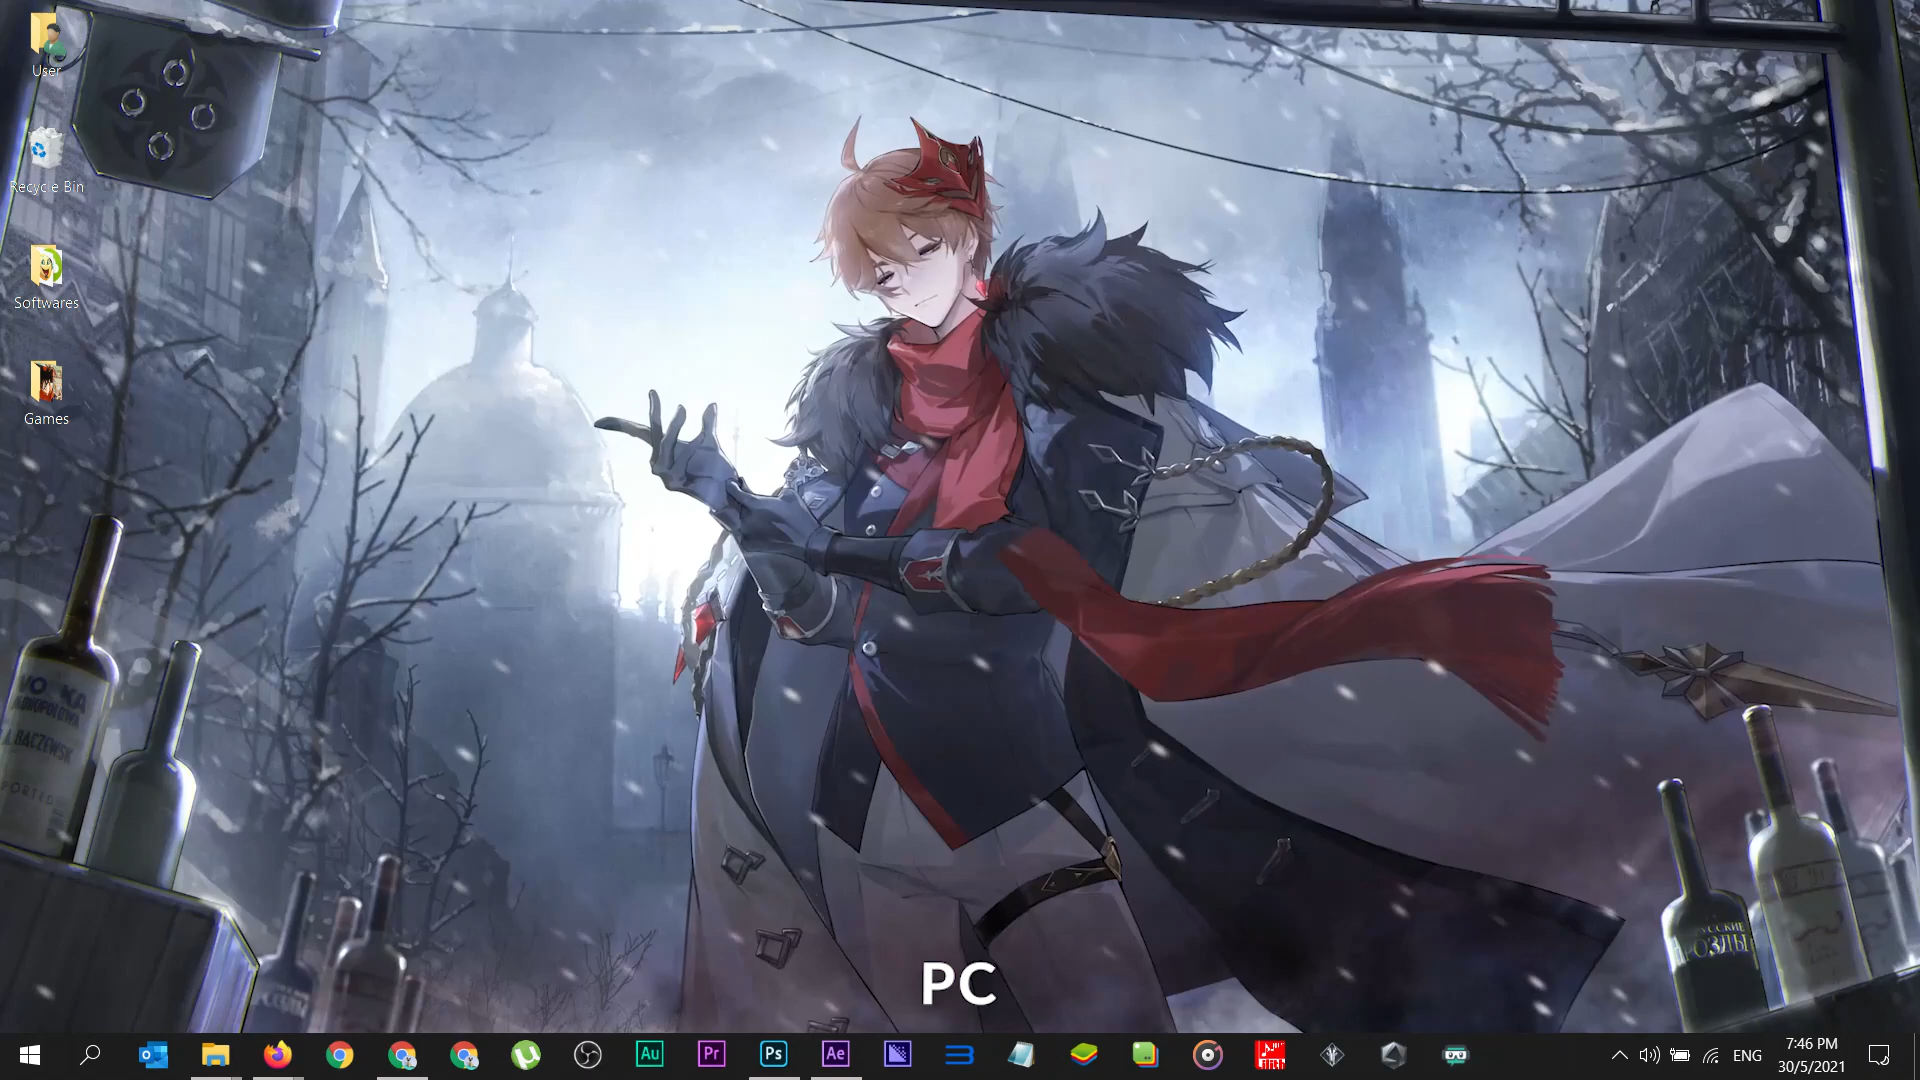 User
Recycle Bin
Softwares
Games
PC
Au
Pr
Ps
Ae
ENG
7:46 PM
30/5/2021